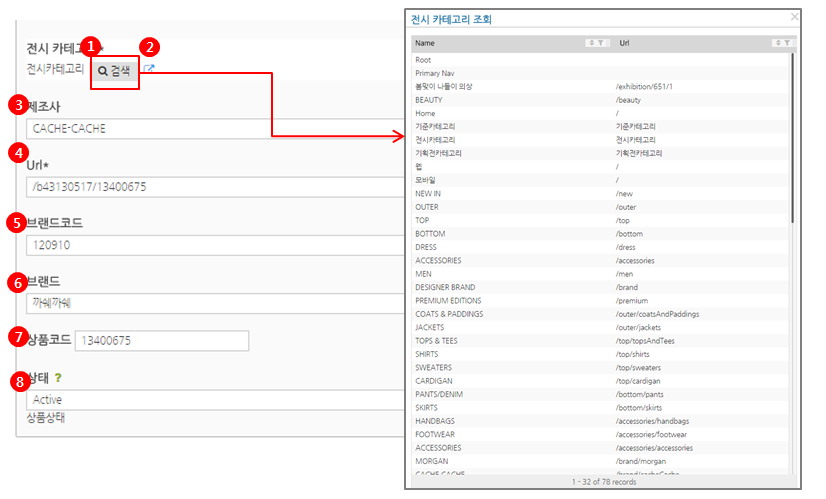 전시 카테고리*
1
2
전시카테고리 검색
3
제조사
CACHE-CACHE
4
Url*
/b43130517/13400675
5
브랜드코드
120910
6
브랜드
까쉐까쉐
7
상품코드 13400675
8
상태 ?
Active
상품상태
전시 카테고리 조회
Name Url
Root
Primary Nav
봄맞이 나들이 의상 /exhibition/651/1
BEAUTY /beauty
Home /
기준카테고리 기준카테고리
전시카테고리 전시카테고리
기획전카테고리 기획전카테고리
웹 /
모바일 /
NEW IN /new
OUTER /outer
TOP /top
BOTTOM /bottom
DRESS /dress
ACCESSORIES /accessories
MEN /men
DESIGNER BRAND /brand
PREMIUM EDITIONS /premium
COATS & PADDINGS /outer/coatsAndPaddings
JACKETS /outer/jackets
TOPS & TEES /top/topsAndTees
SHIRTS /top/shirts
SWEATERS /top/sweaters
CARDIGAN /top/cardigan
PANTS/DENIM /bottom/pants
SKIRTS /bottom/skirts
HANDBAGS /accessories/handbags
FOOTWEAR /accessories/footwear
ACCESSORIES /accessories/accessories
MORGAN /brand/morgan
CACHE CACHE /brand/cacheCache
1 - 32 of 78 records